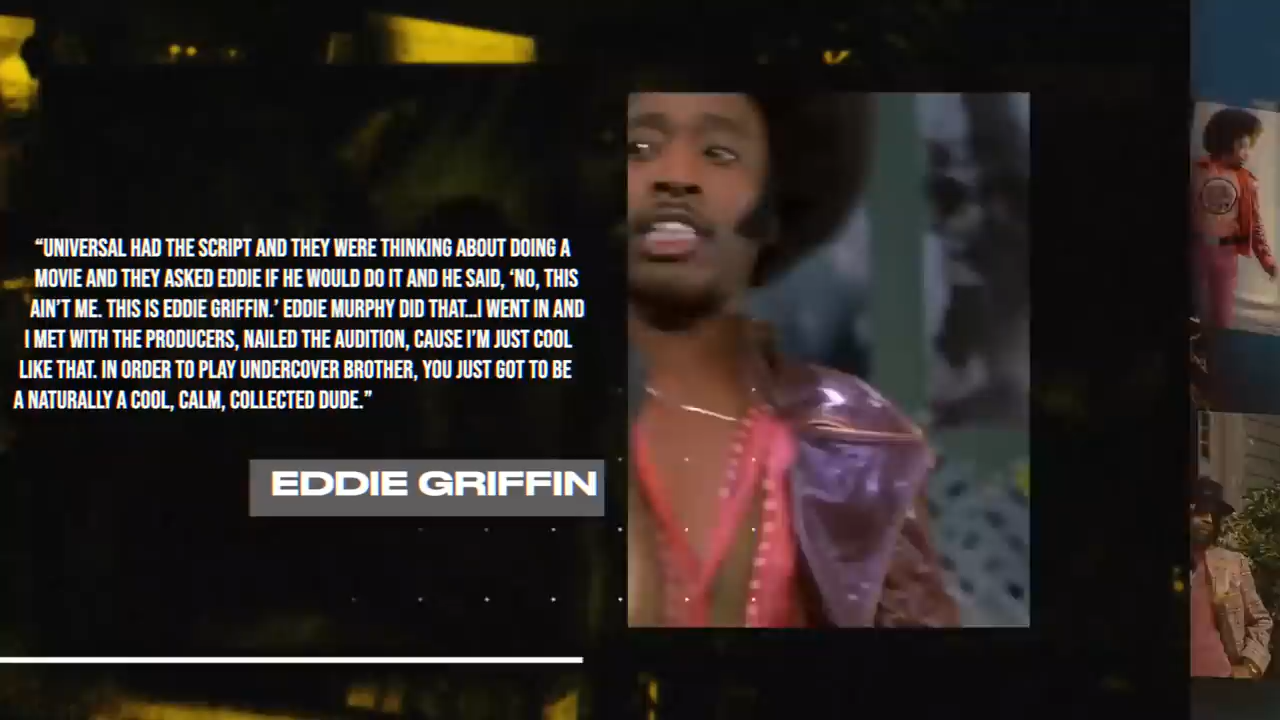 “UNIVERSAL HAD THE SCRIPT AND THEY WERE THINKING ABOUT DOING A
MOVIE AND THEY ASKED EDDIE IF HE WOULD DO IT AND HE SAID, ‘NO, THIS
AIN’T ME. THIS IS EDDIE GRIFFIN.’ EDDIE MURPHY DID THAT...I WENT IN AND
I MET WITH THE PRODUCERS, NAILED THE AUDITION, CAUSE I’M JUST COOL
LIKE THAT. IN ORDER TO PLAY UNDERCOVER BROTHER, YOU JUST GOT TO BE
A NATURALLY A COOL, CALM, COLLECTED DUDE.”
EDDIE GRIFFIN